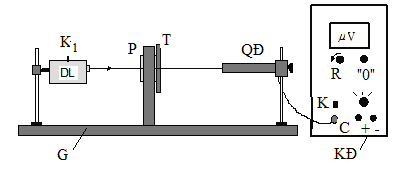 K1
P T QĐ
DL
μV
R "0"
K
C + -
G KĐ